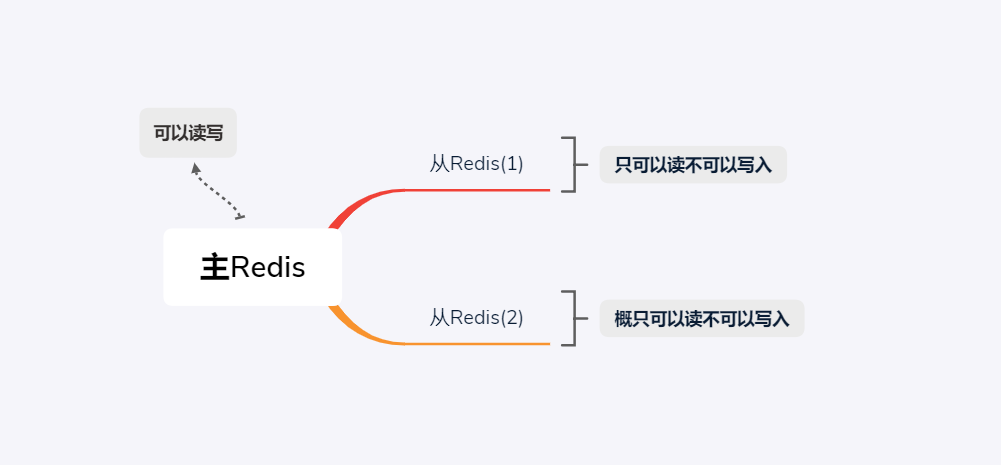 可以读写
从Redis(1)
只可以读不可以写入
主Redis
从Redis(2)
概只可以读不可以写入